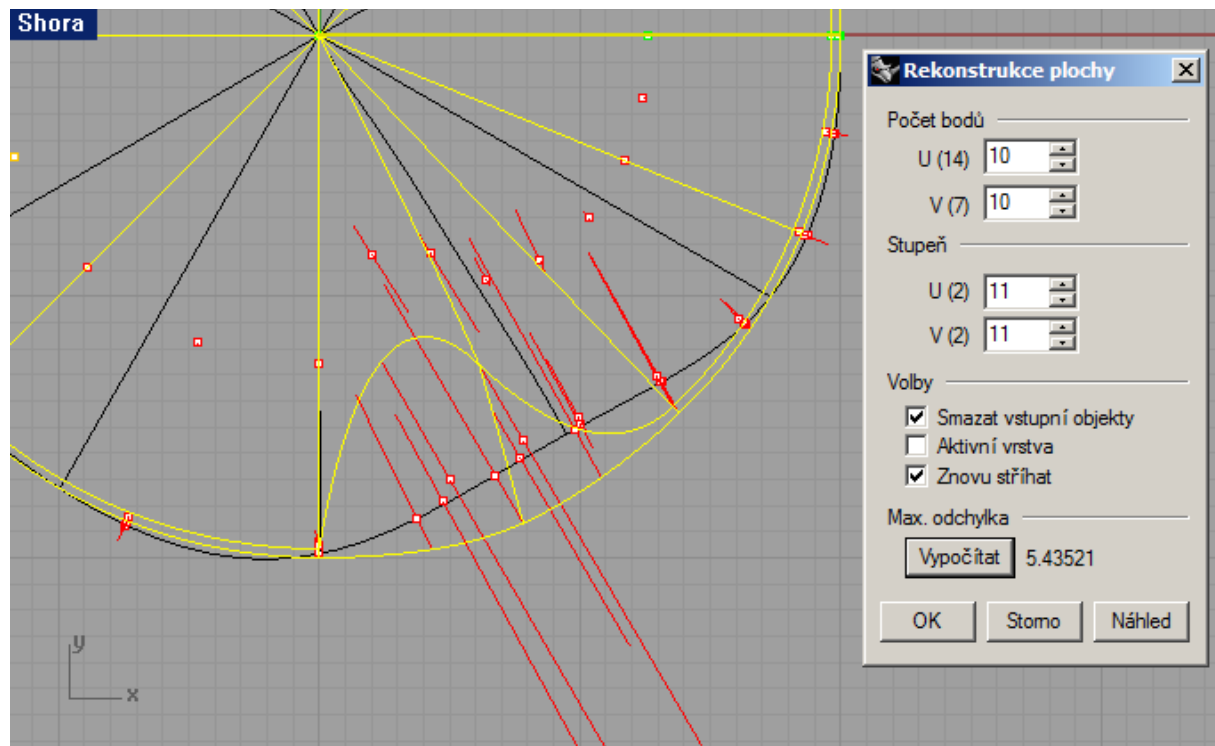 Shora
Rekonstrukce plochy
Počet bodů
U (14) 10
V (7) 10
Stupeň
U (2) 11
V (2) 11
Volby
Smazat vstupní objekty
Aktivní vrstva
Znovu stříhat
Max. odchylka
Vypočítat 5.43521
OK Storno Náhled
y
x